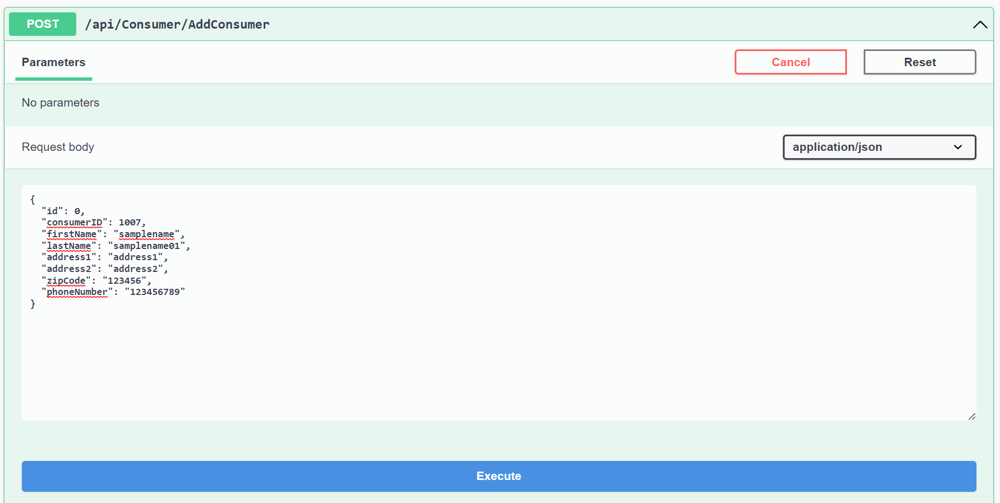 POST /api/Consumer/AddConsumer
Parameters Cancel Reset
No parameters
Request body application/json
{
  "id": 0,
  "consumerID": 1007,
  "firstName": "samplename",
  "lastName": "samplename01",
  "address1": "address1",
  "address2": "address2",
  "zipCode": "123456",
  "phoneNumber": "123456789"
}
Execute